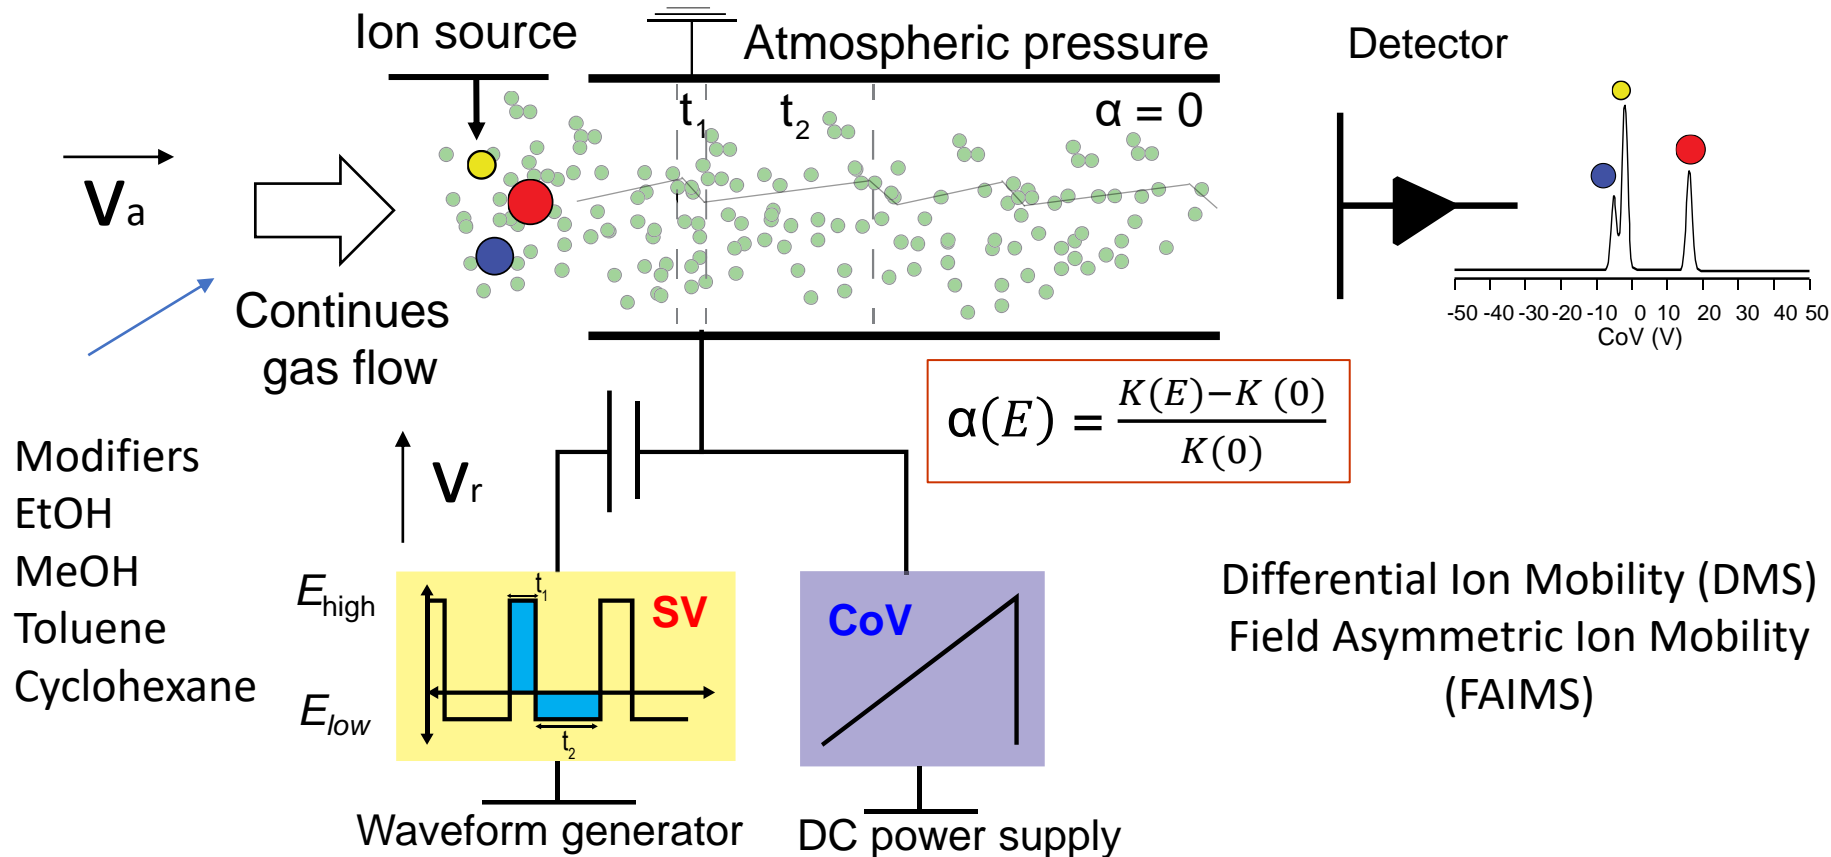 Ion source
Atmospheric pressure
Detector
t1
t2
α = 0
Va
Continues
gas flow
-50 -40 -30 -20 -10 0 10 20 30 40 50
CoV (V)
α(E) = K(E)−K (0)
K(0)
Modifiers
EtOH
MeOH
Toluene
Cyclohexane
Vr
Ehigh
t1
SV
Elow
t2
CoV
Differential Ion Mobility (DMS)
Field Asymmetric Ion Mobility
(FAIMS)
Waveform generator
DC power supply